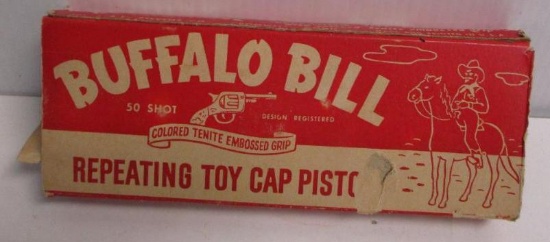 BUFFALO BILL
50 SHOT
DESIGN REGISTERED
COLORED TENITE EMBOSSED GRIP
REPEATING TOY CAP PISTO